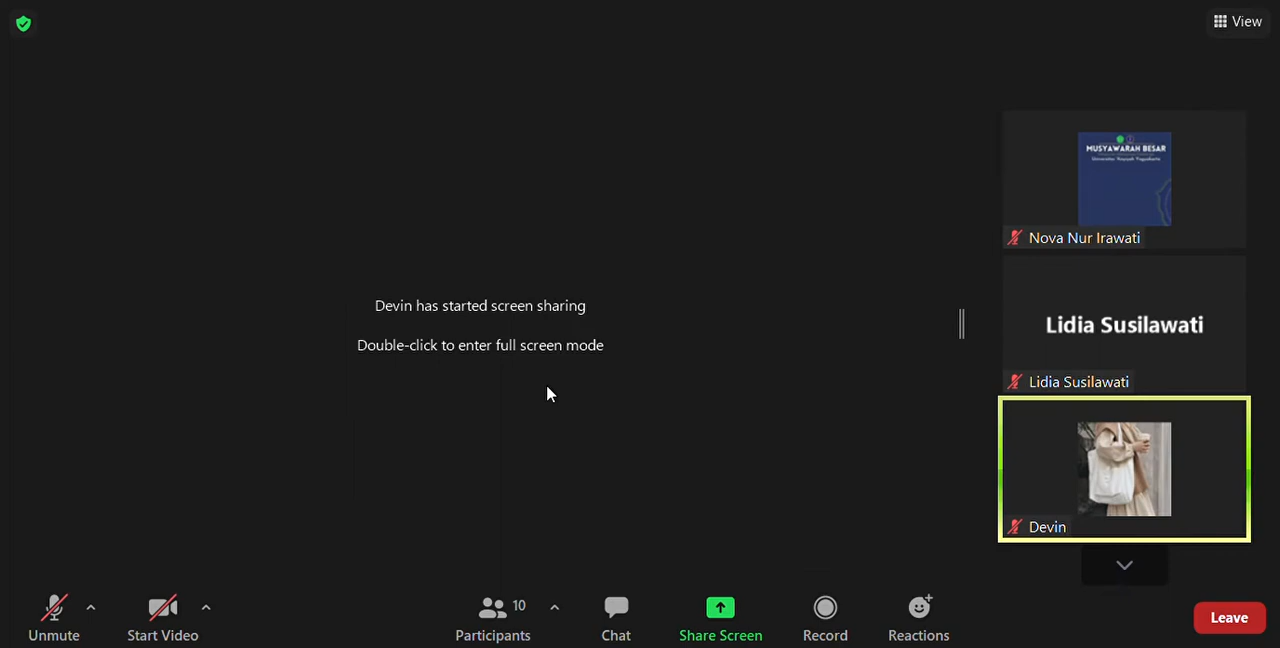 View
MUSYAWARAH BESAR
Nova Nur Irawati
Lidia Susilawati
Lidia Susilawati
Devin has started screen sharing
Double-click to enter full screen mode
Devin
Unmute
Start Video
10
Participants
Chat
Share Screen
Record
Reactions
Leave